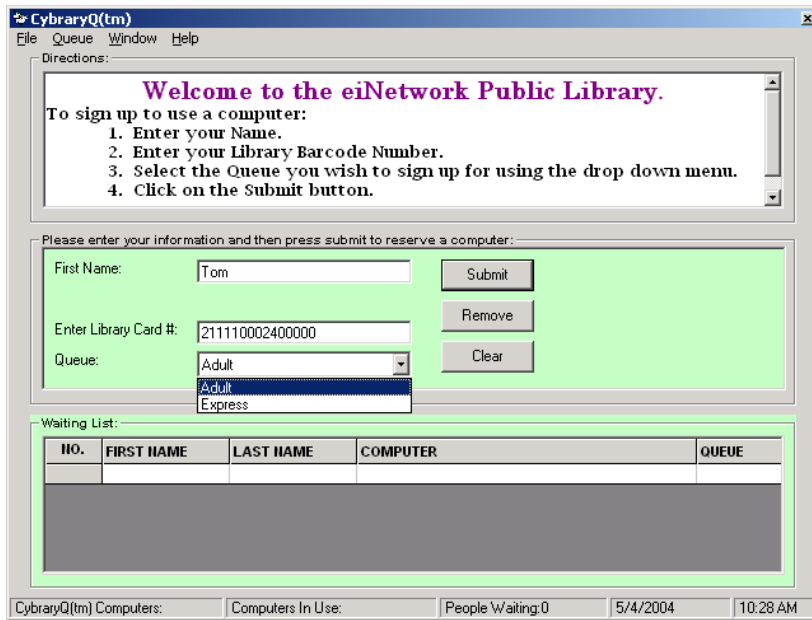 CybraryQ(tm)
File Queue Window Help
Directions:
Welcome to the eiNetwork Public Library.
To sign up to use a computer:
1. Enter your Name.
2. Enter your Library Barcode Number.
3. Select the Queue you wish to sign up for using the drop down menu.
4. Click on the Submit button.
Please enter your information and then press submit to reserve a computer:
First Name: Tom Submit
Remove
Enter Library Card #: 211110002400000
Queue: Adult Clear
Adult
Express
Waiting List:
NO. FIRST NAME LAST NAME COMPUTER QUEUE
CybraryQ(tm) Computers: Computers In Use: People Waiting:0 5/4/2004 10:28 AM